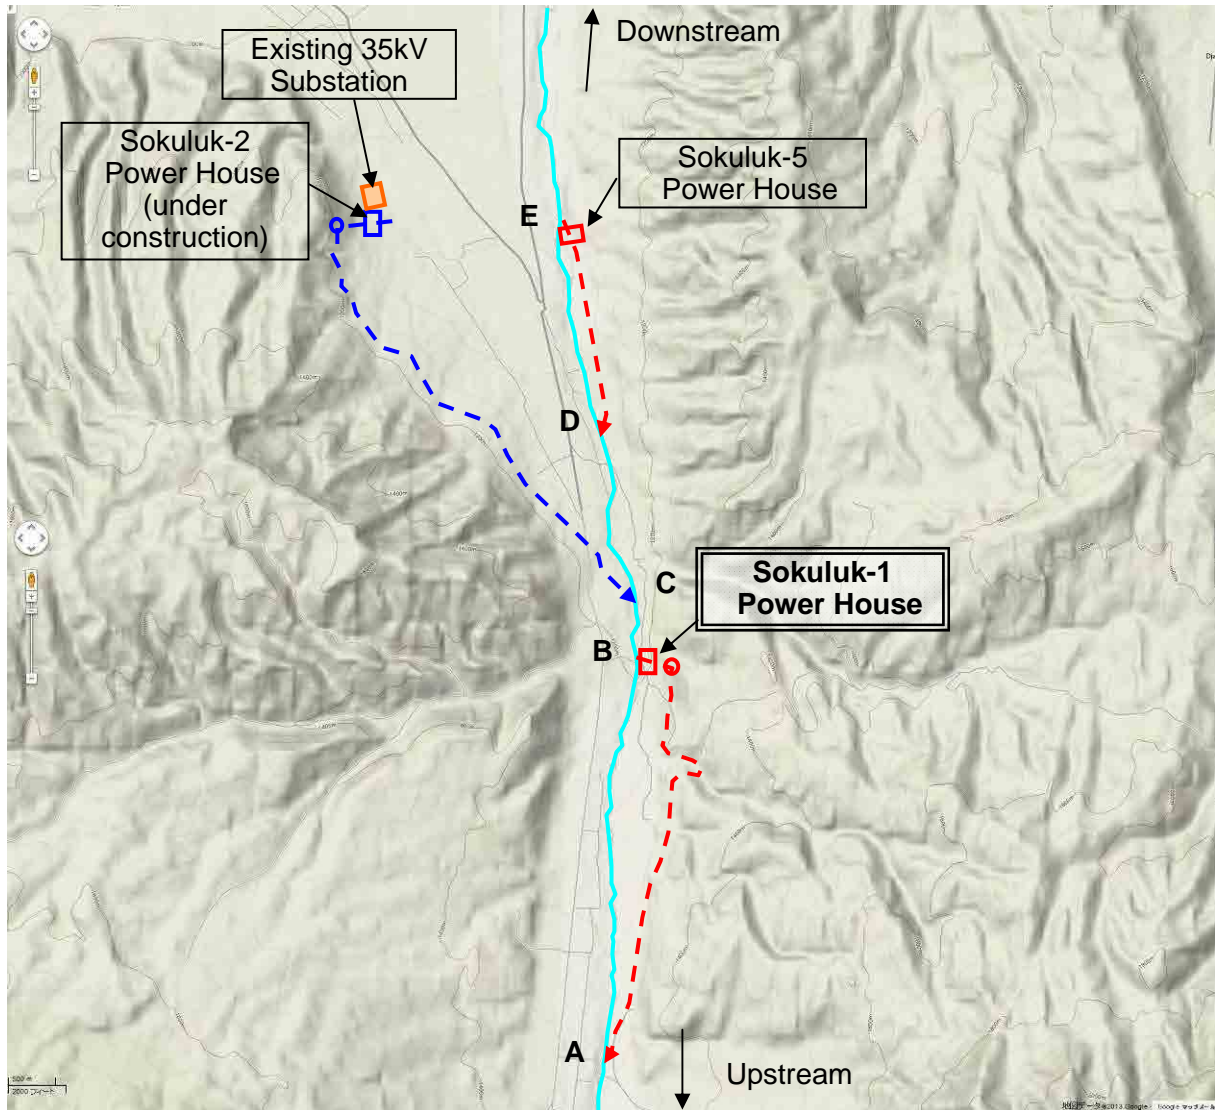 Downstream
Existing 35kV
Substation
Sokuluk-2
Power House
(under
construction)
Sokuluk-5
Power House
E
D
C
Sokuluk-1
Power House
B
A
Upstream
500 m